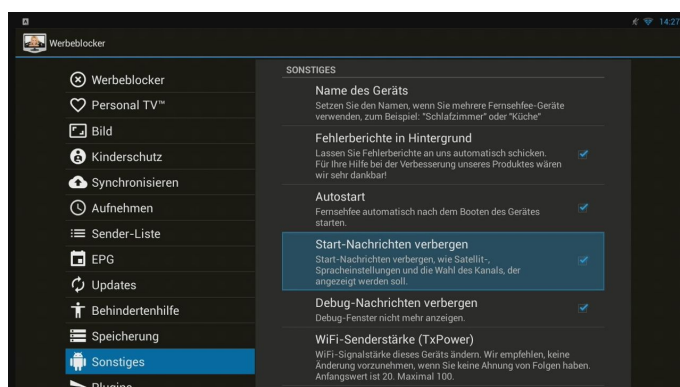 14:27
Werbeblocker
Werbeblocker
Personal TV™
Bild
Kinderschutz
Synchronisieren
Aufnehmen
Sender-Liste
EPG
Updates
Behindertenhilfe
Speicherung
Sonstiges
Plugins
SONSTIGES
Name des Geräts
Setzen Sie den Namen, wenn Sie mehrere Fernsehfee-Geräte
verwenden, zum Beispiel: "Schlafzimmer" oder "Küche"
Fehlerberichte in Hintergrund
Lassen Sie Fehlerberichte an uns automatisch schicken.
Für Ihre Hilfe bei der Verbesserung unseres Produktes wären
wir sehr dankbar!
Autostart
Fernsehfee automatisch nach dem Booten des Gerätes
starten.
Start-Nachrichten verbergen
Start-Nachrichten verbergen, wie Satellit-,
Spracheinstellungen und die Wahl des Kanals, der
angezeigt werden soll.
Debug-Nachrichten verbergen
Debug-Fenster nicht mehr anzeigen.
WiFi-Senderstärke (TxPower)
WiFi-Signalstärke dieses Geräts ändern. Wir empfehlen, keine
Änderung vorzunehmen, wenn Sie keine Ahnung von Folgen haben.
Anfangswert ist 20. Maximal 100.